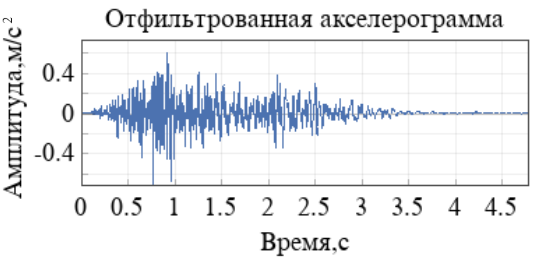 Отфильтрованная акселерограмма
Амплитуда,м/с²
0.4
0
-0.4
0 0.5 1 1.5 2 2.5 3 3.5 4 4.5
Время,с